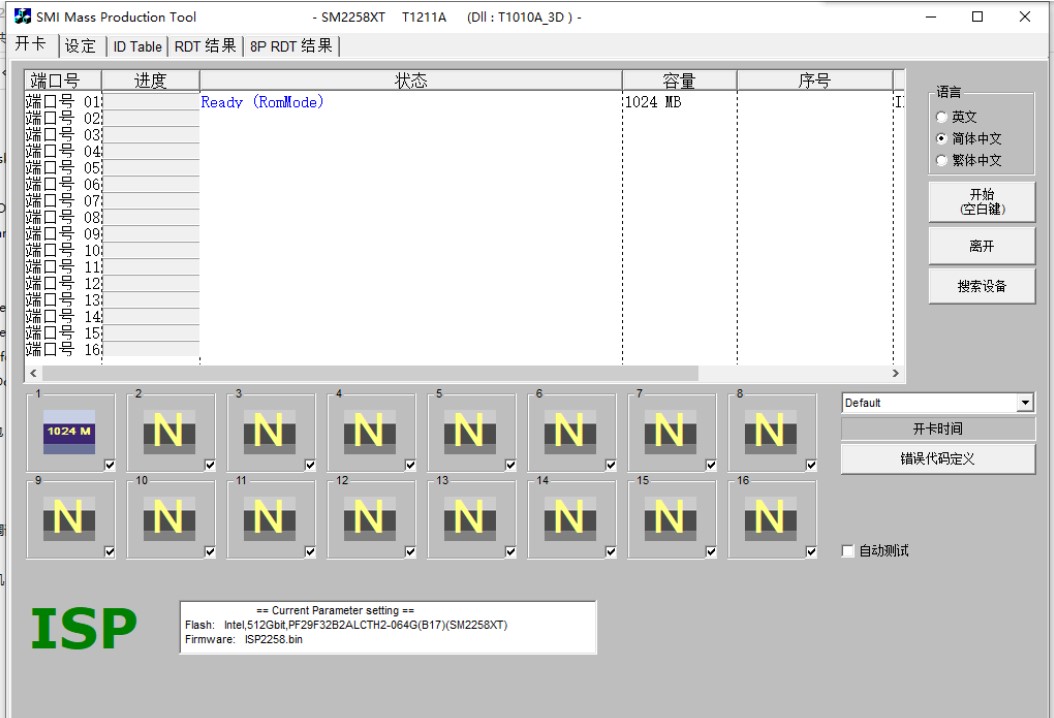 SMI Mass Production Tool - SM2258XT T1211A (Dll : T1010A_3D ) -
开卡 设定 ID Table RDT 结果 8P RDT 结果
端口号 进度 状态 容量 序号
端口号 01 Ready (RomMode) 1024 MB
端口号 02
端口号 03
端口号 04
端口号 05
端口号 06
端口号 07
端口号 08
端口号 09
端口号 10
端口号 11
端口号 12
端口号 13
端口号 14
端口号 15
端口号 16
语言
英文
简体中文
繁体中文
开始
(空白键)
离开
搜索设备
1 2 3 4 5 6 7 8
1024 M N N N N N N N
9 10 11 12 13 14 15 16
N N N N N N N N
Default
开卡时间
错误代码定义
自动测试
ISP
== Current Parameter setting ==
Flash: Intel,512Gbit,PF29F32B2ALCTH2-064G(B17)(SM2258XT)
Firmware: ISP2258.bin